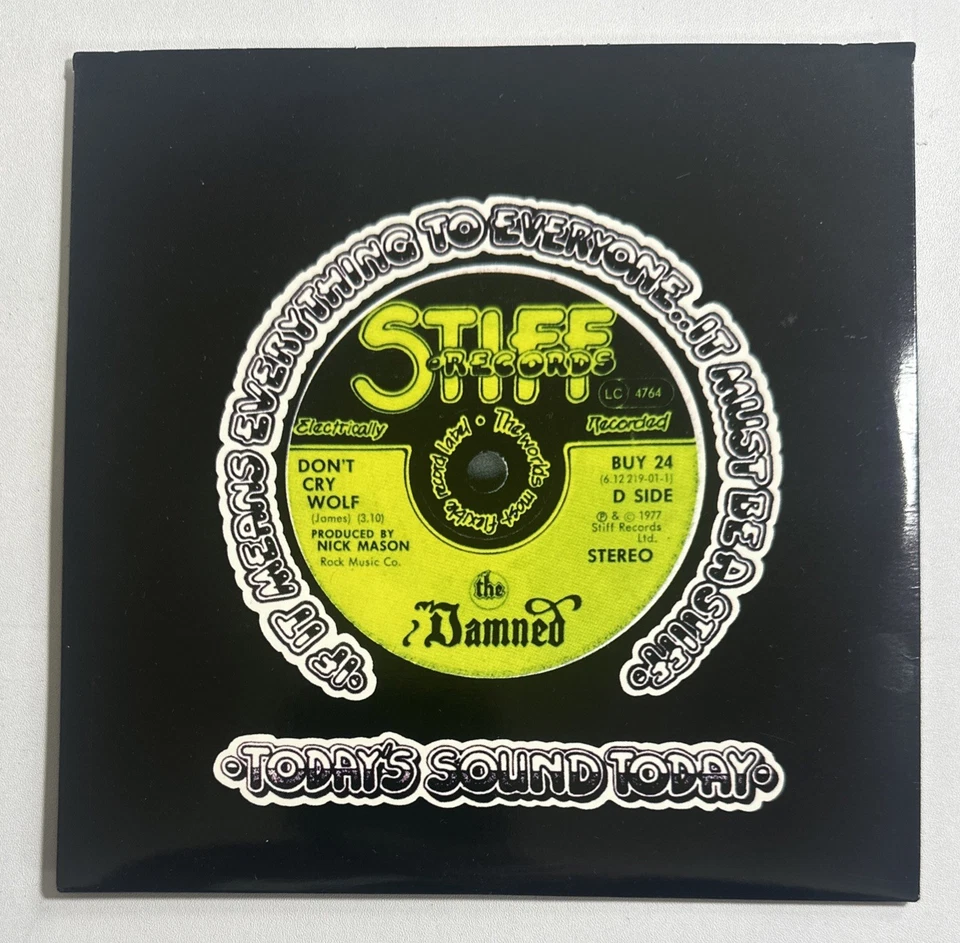 IF IT MEANS EVERYTHING TO EVERYONE...IT MUST BE A STIFF
STIFF
RECORDS
LC 4764
Electrically
Recorded
The worlds most flexible record label
DON'T
CRY
WOLF
(James) (3.10)
PRODUCED BY
NICK MASON
Rock Music Co.
BUY 24
(6.12 219-01-1)
D SIDE
℗ & © 1977
Stiff Records
Ltd.
STEREO
the
Damned
•TODAY'S SOUND TODAY•